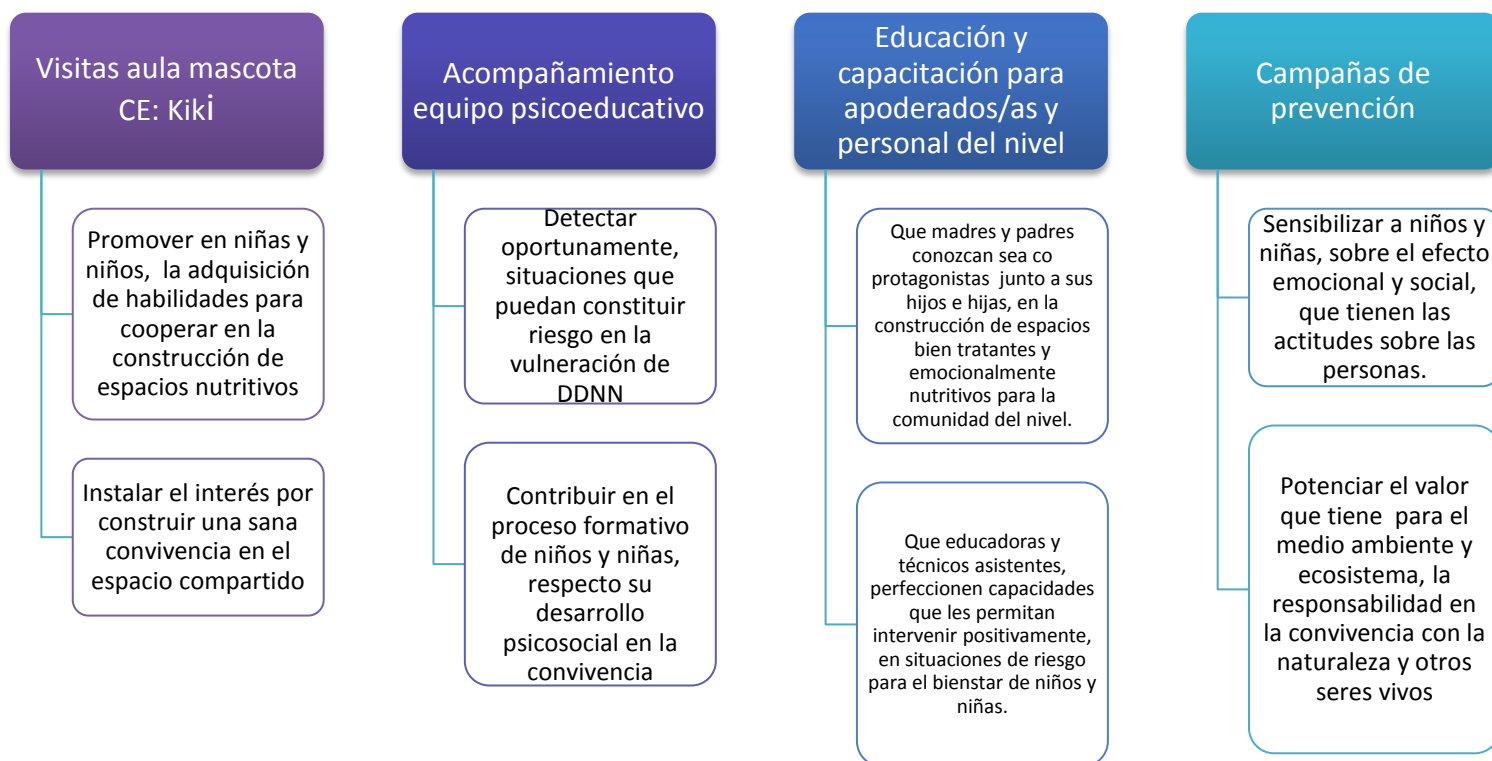 Visitas aula mascota
CE: Kiki
Promover en niñas y
niños, la adquisición
de habilidades para
cooperar en la
construcción de
espacios nutritivos
Instalar el interés por
construir una sana
convivencia en el
espacio compartido
Acompañamiento
equipo psicoeducativo
Detectar
oportunamente,
situaciones que
puedan constituir
riesgo en la
vulneración de
DDNN
Contribuir en el
proceso formativo
de niños y niñas,
respecto su
desarrollo
psicosocial en la
convivencia
Educación y
capacitación para
apoderados/as y
personal del nivel
Que madres y padres
conozcan sea co
protagonistas junto a sus
hijos e hijas, en la
construcción de espacios
bien tratantes y
emocionalmente
nutritivos para la
comunidad del nivel.
Que educadoras y
técnicos asistentes,
perfeccionen capacidades
que les permitan
intervenir positivamente,
en situaciones de riesgo
para el bienstar de niños y
niñas.
Campañas de
prevención
Sensibilizar a niños y
niñas, sobre el efecto
emocional y social,
que tienen las
actitudes sobre las
personas.
Potenciar el valor
que tiene para el
medio ambiente y
ecosistema, la
responsabilidad en
la convivencia con la
naturaleza y otros
seres vivos